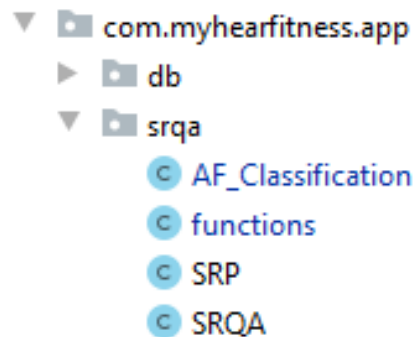 com.myhearfitness.app
db
srqa
C AF_Classification
C functions
C SRP
C SRQA